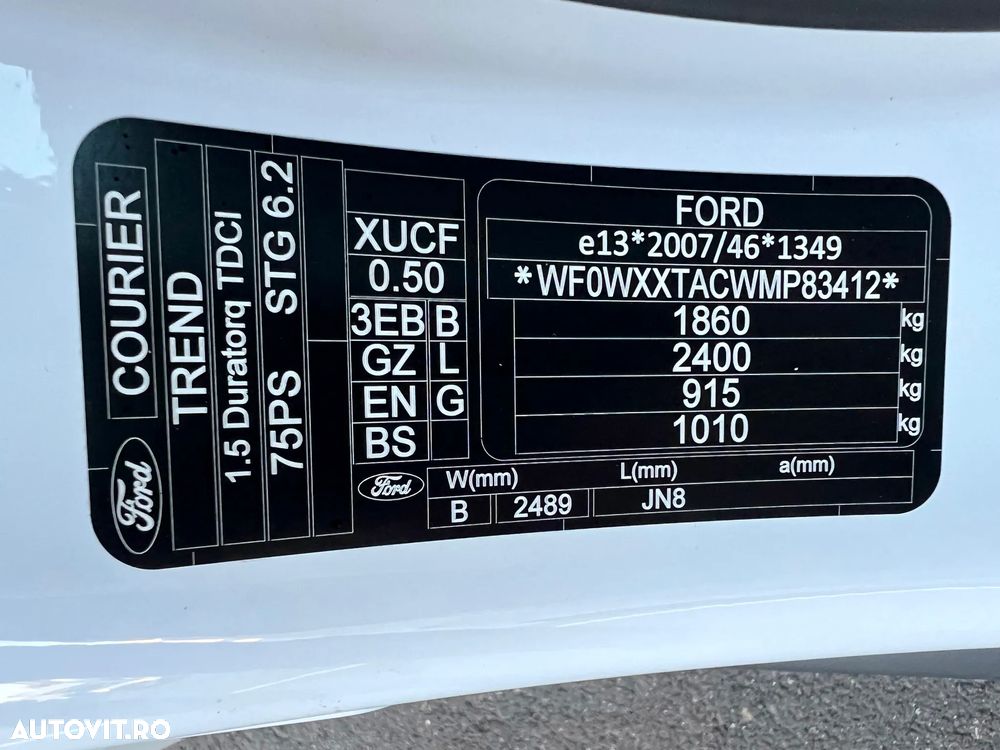 COURIER
Ford
TREND
1.5 Duratorq TDCI
75PS STG 6.2
XUCF
0.50
3EB B
GZ L
EN G
BS
Ford
FORD
e13*2007/46*1349
*WF0WXXTACWMP83412*
1860 kg
2400 kg
915 kg
1010 kg
W(mm) L(mm) a(mm)
B 2489 JN8
AUTOVIT.RO